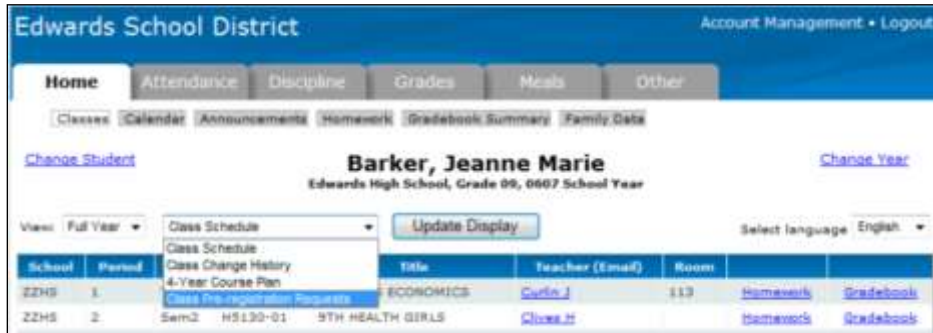 Edwards School District
Account Management • Logout
Home Attendance Discipline Grades Meals Other
Classes Calendar Announcements Homework Gradebook Summary Family Data
Change Student
Barker, Jeanne Marie
Change Year
Edwards High School, Grade 09, 0607 School Year
View: Full Year Class Schedule Update Display Select language English
Class Schedule
Class Change History
4-Year Course Plan
Class Pre-registration Requests
School Period Title Teacher (Email) Room
ZZHS 1 ECONOMICS Curlin J 113 Homework Gradebook
ZZHS 2 Sem2 H5130-01 9TH HEALTH GIRLS Clives H Homework Gradebook